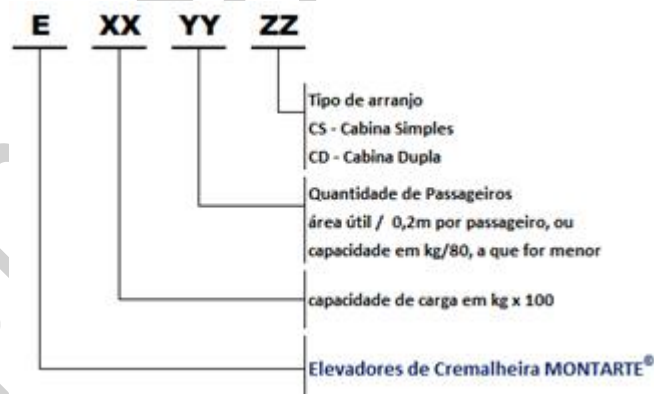 E XX YY ZZ
Tipo de arranjo
CS - Cabina Simples
CD - Cabina Dupla
Quantidade de Passageiros
área útil / 0,2m por passageiro, ou
capacidade em kg/80, a que for menor
capacidade de carga em kg x 100
Elevadores de Cremalheira MONTARTE®